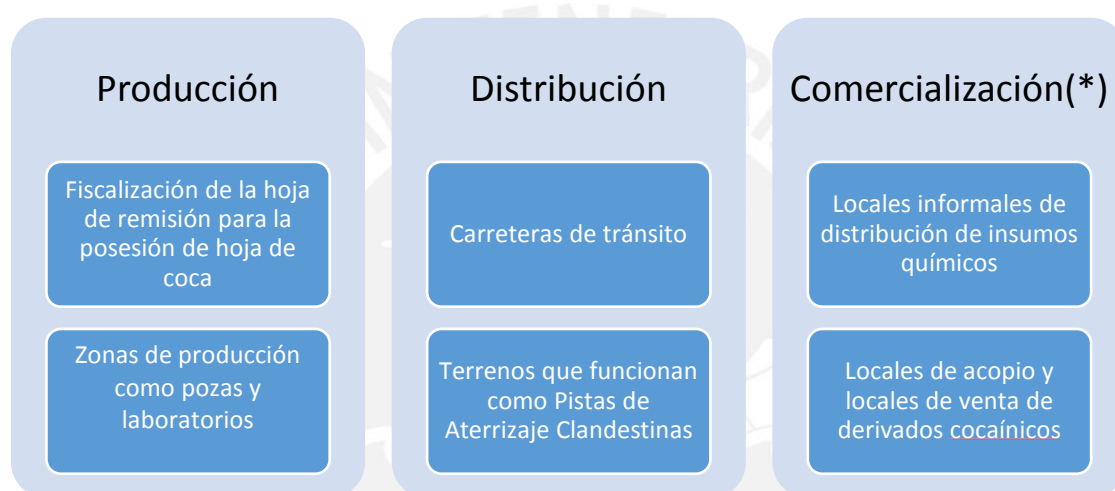 Producción
Fiscalización de la hoja
de remisión para la
posesión de hoja de
coca
Zonas de producción
como pozas y
laboratorios
Distribución
Carreteras de tránsito
Terrenos que funcionan
como Pistas de
Aterrizaje Clandestinas
Comercialización(*)
Locales informales de
distribución de insumos
químicos
Locales de acopio y
locales de venta de
derivados cocaínicos